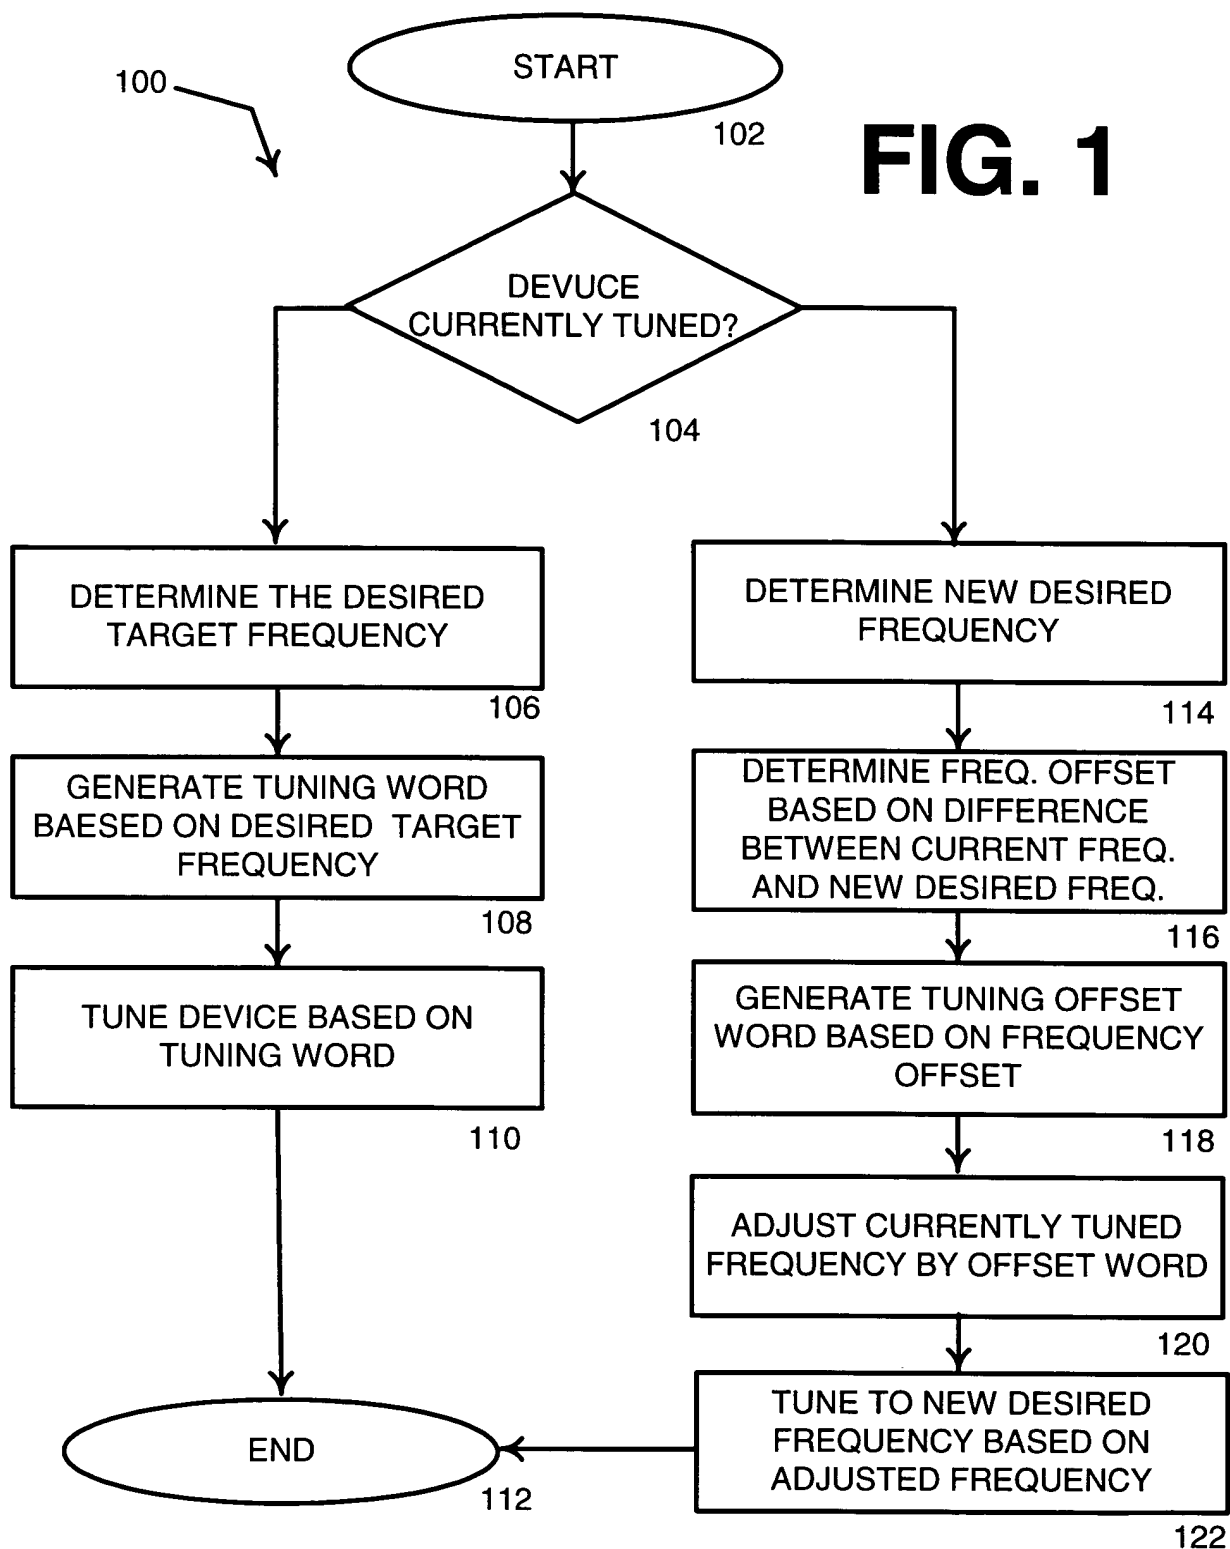 START
100
102
FIG. 1
DEVUCE
CURRENTLY TUNED?
104
DETERMINE THE DESIRED
TARGET FREQUENCY
106
GENERATE TUNING WORD
BAESED ON DESIRED TARGET
FREQUENCY
108
TUNE DEVICE BASED ON
TUNING WORD
110
END
112
DETERMINE NEW DESIRED
FREQUENCY
114
DETERMINE FREQ. OFFSET
BASED ON DIFFERENCE
BETWEEN CURRENT FREQ.
AND NEW DESIRED FREQ.
116
GENERATE TUNING OFFSET
WORD BASED ON FREQUENCY
OFFSET
118
ADJUST CURRENTLY TUNED
FREQUENCY BY OFFSET WORD
120
TUNE TO NEW DESIRED
FREQUENCY BASED ON
ADJUSTED FREQUENCY
122